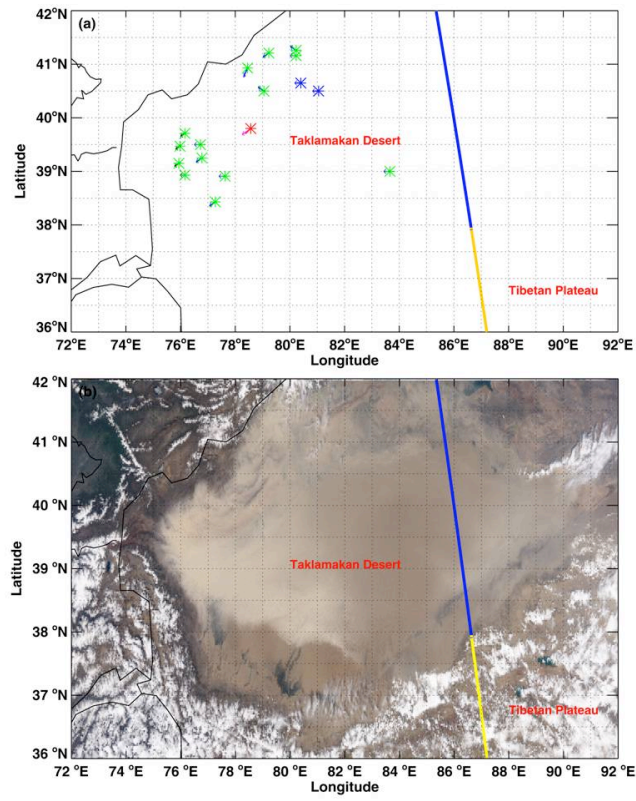 (a)
42°N
41°N
40°N
39°N
38°N
37°N
36°N
Latitude
Taklamakan Desert
Tibetan Plateau
72°E 74°E 76°E 78°E 80°E 82°E 84°E 86°E 88°E 90°E 92°E
Longitude
(b)
42 °N
41 °N
40 °N
39 °N
38 °N
37 °N
36 °N
Latitude
Taklamakan Desert
Tibetan Plateau
72 °E 74 °E 76 °E 78 °E 80 °E 82 °E 84 °E 86 °E 88 °E 90 °E 92 °E
Longitude